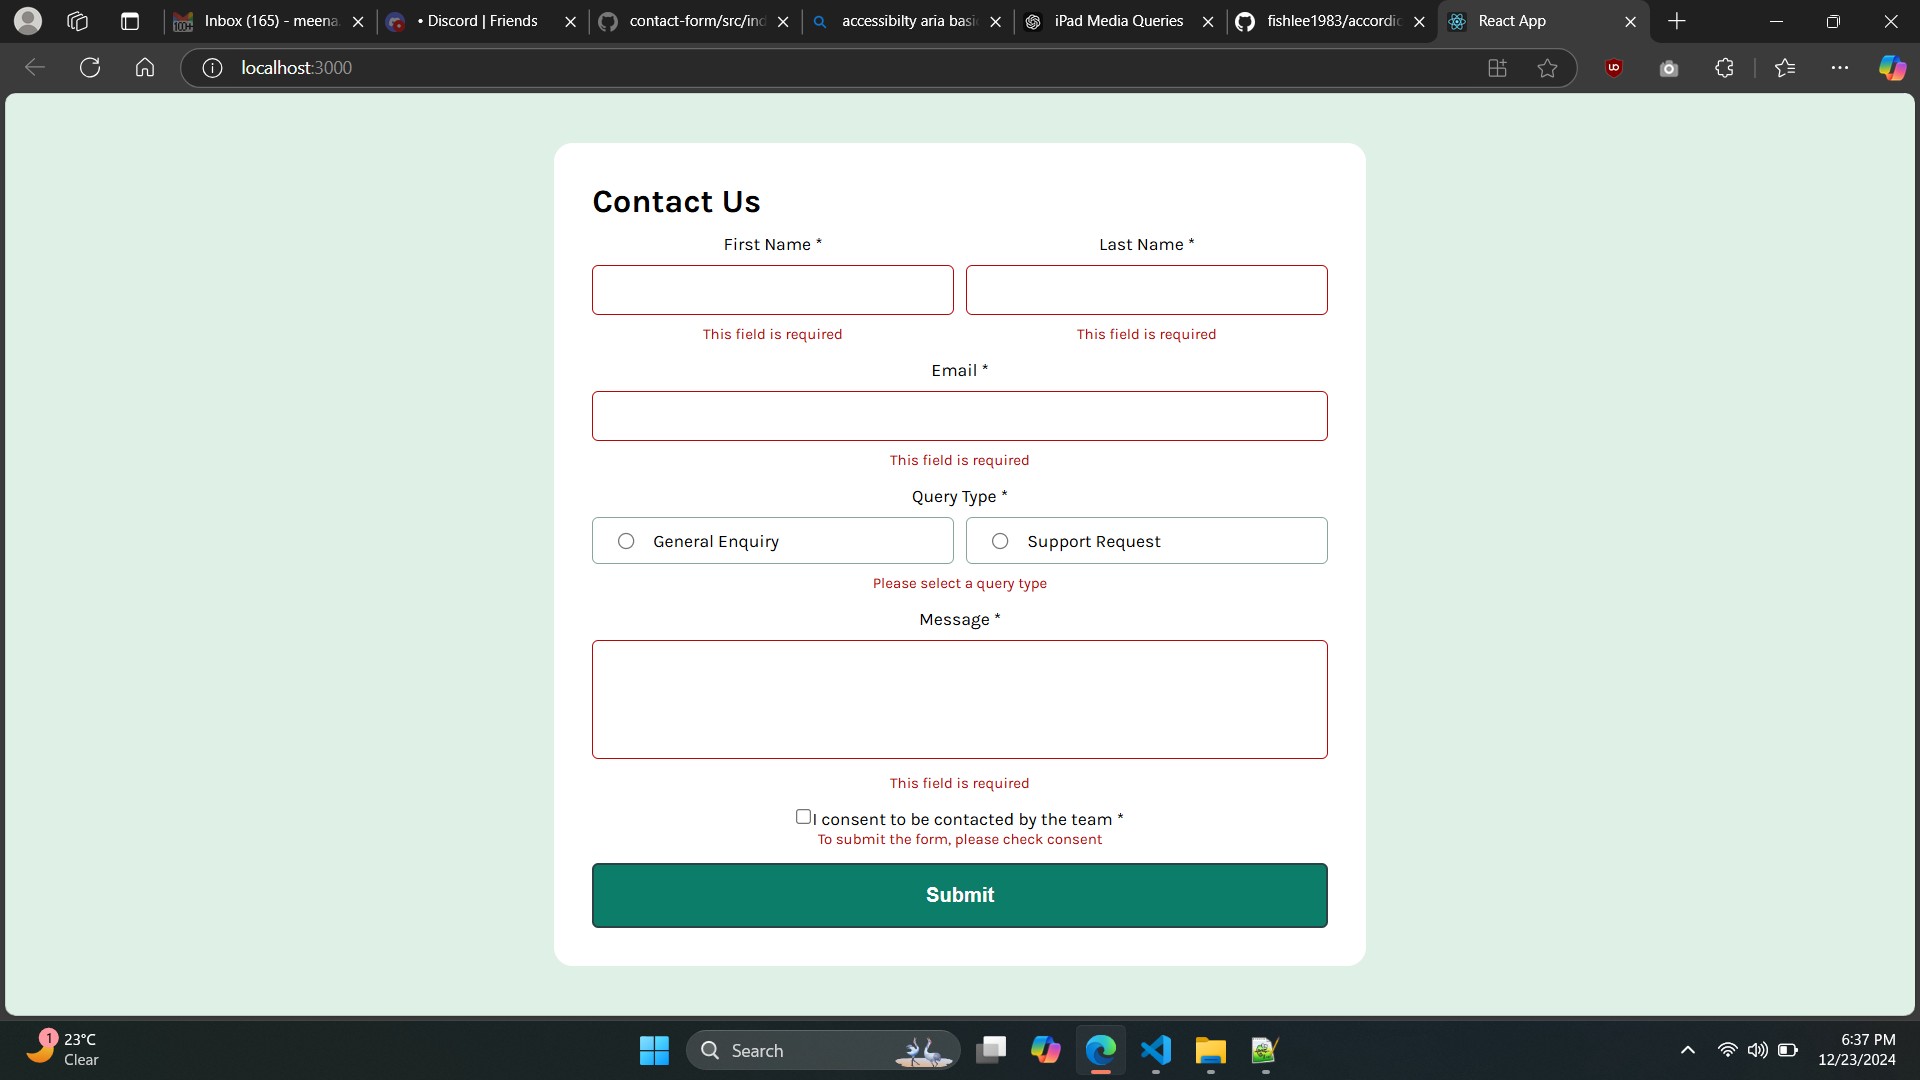 Inbox (165) - meena.
• Discord | Friends
contact-form/src/ind
accessibilty aria basi
iPad Media Queries
fishlee1983/accordic
React App
localhost:3000
Contact Us
First Name *
Last Name *
This field is required
This field is required
Email *
This field is required
Query Type *
General Enquiry
Support Request
Please select a query type
Message *
This field is required
I consent to be contacted by the team *
To submit the form, please check consent
Submit
1
23°C
Clear
Search
6:37 PM
12/23/2024